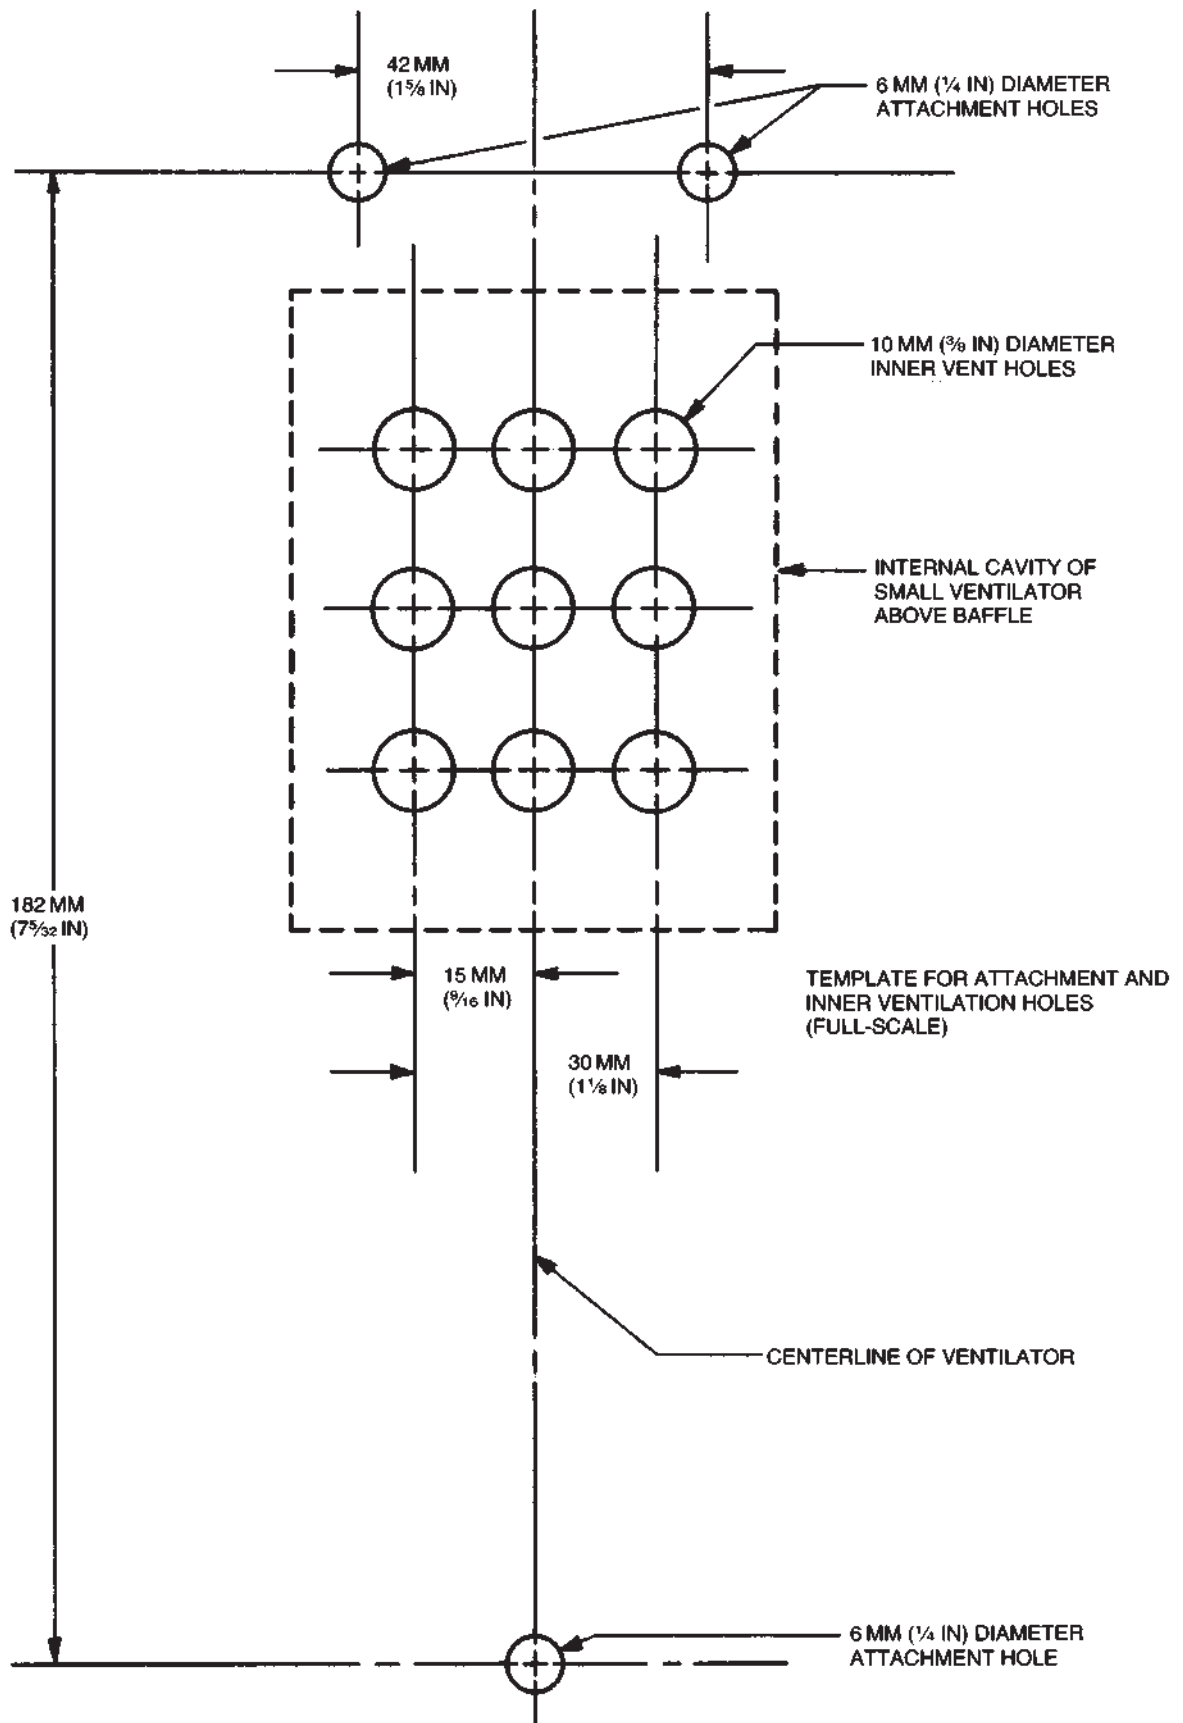 42 MM
(1⅝ IN)
6 MM (¼ IN) DIAMETER
ATTACHMENT HOLES
10 MM (⅜ IN) DIAMETER
INNER VENT HOLES
INTERNAL CAVITY OF
SMALL VENTILATOR
ABOVE BAFFLE
182 MM
(7⁵⁄₃₂ IN)
15 MM
(⁹⁄₁₆ IN)
TEMPLATE FOR ATTACHMENT AND
INNER VENTILATION HOLES
(FULL-SCALE)
30 MM
(1⅛ IN)
CENTERLINE OF VENTILATOR
6 MM (¼ IN) DIAMETER
ATTACHMENT HOLE